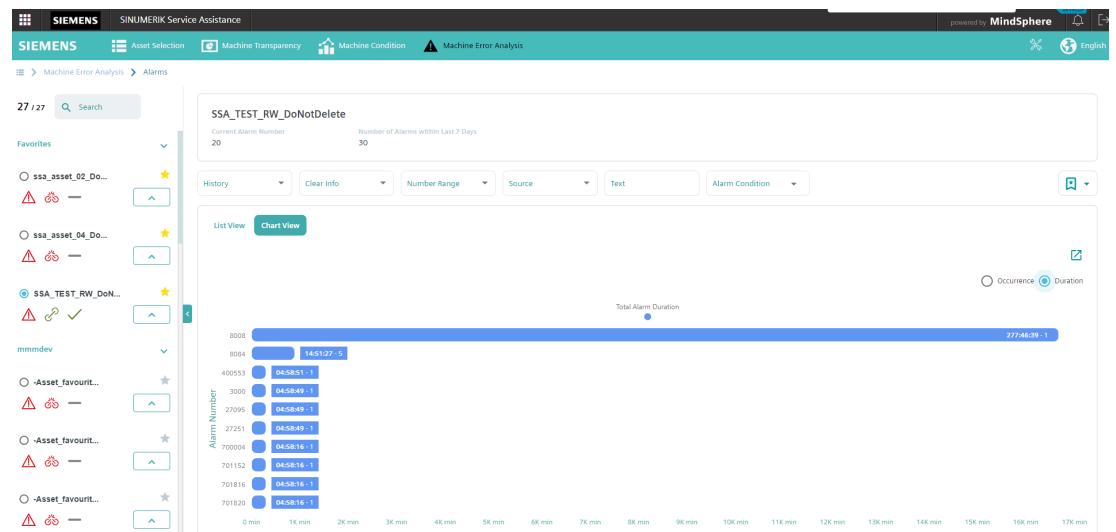 SIEMENS SINUMERIK Service Assistance powered by MindSphere
SIEMENS Asset Selection Machine Transparency Machine Condition Machine Error Analysis English
Machine Error Analysis Alarms
27 / 27 Search
Favorites
ssa_asset_02_Do...
ssa_asset_04_Do...
SSA_TEST_RW_DoN...
mmmdev
-Asset_favourit...
-Asset_favourit...
-Asset_favourit...
SSA_TEST_RW_DoNotDelete
Current Alarm Number Number of Alarms within Last 7 Days
20 30
History Clear Info Number Range Source Text Alarm Condition
List View Chart View
Occurrence Duration
Total Alarm Duration
Alarm Number
8008 277:46:39 - 1
8084 14:51:27 - 5
400553 04:58:51 - 1
3000 04:58:49 - 1
27095 04:58:49 - 1
27251 04:58:49 - 1
700004 04:58:16 - 1
701152 04:58:16 - 1
701816 04:58:16 - 1
701820 04:58:16 - 1
0 min 1K min 2K min 3K min 4K min 5K min 6K min 7K min 8K min 9K min 10K min 11K min 12K min 13K min 14K min 15K min 16K min 17K min